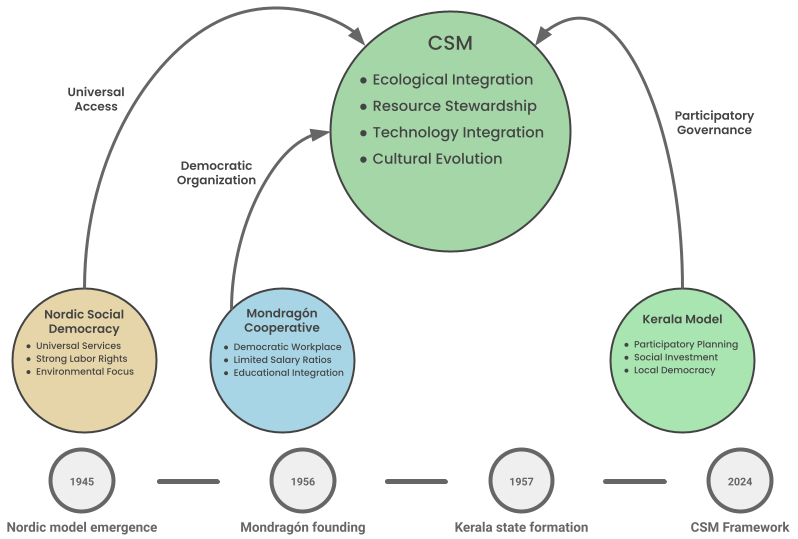 CSM
● Ecological Integration
● Resource Stewardship
● Technology Integration
● Cultural Evolution
Universal
Access
Democratic
Organization
Participatory
Governance
Nordic Social
Democracy
● Universal Services
● Strong Labor Rights
● Environmental Focus
Mondragón
Cooperative
● Democratic Workplace
● Limited Salary Ratios
● Educational Integration
Kerala Model
● Participatory Planning
● Social Investment
● Local Democracy
1945
1956
1957
2024
Nordic model emergence
Mondragón founding
Kerala state formation
CSM Framework